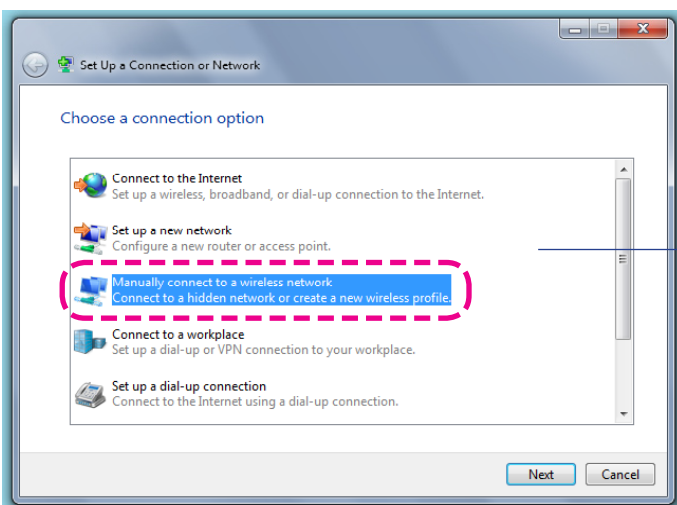 Set Up a Connection or Network
Choose a connection option
Connect to the Internet
Set up a wireless, broadband, or dial-up connection to the Internet.
Set up a new network
Configure a new router or access point.
Manually connect to a wireless network
Connect to a hidden network or create a new wireless profile.
Connect to a workplace
Set up a dial-up or VPN connection to your workplace.
Set up a dial-up connection
Connect to the Internet using a dial-up connection.
Next Cancel